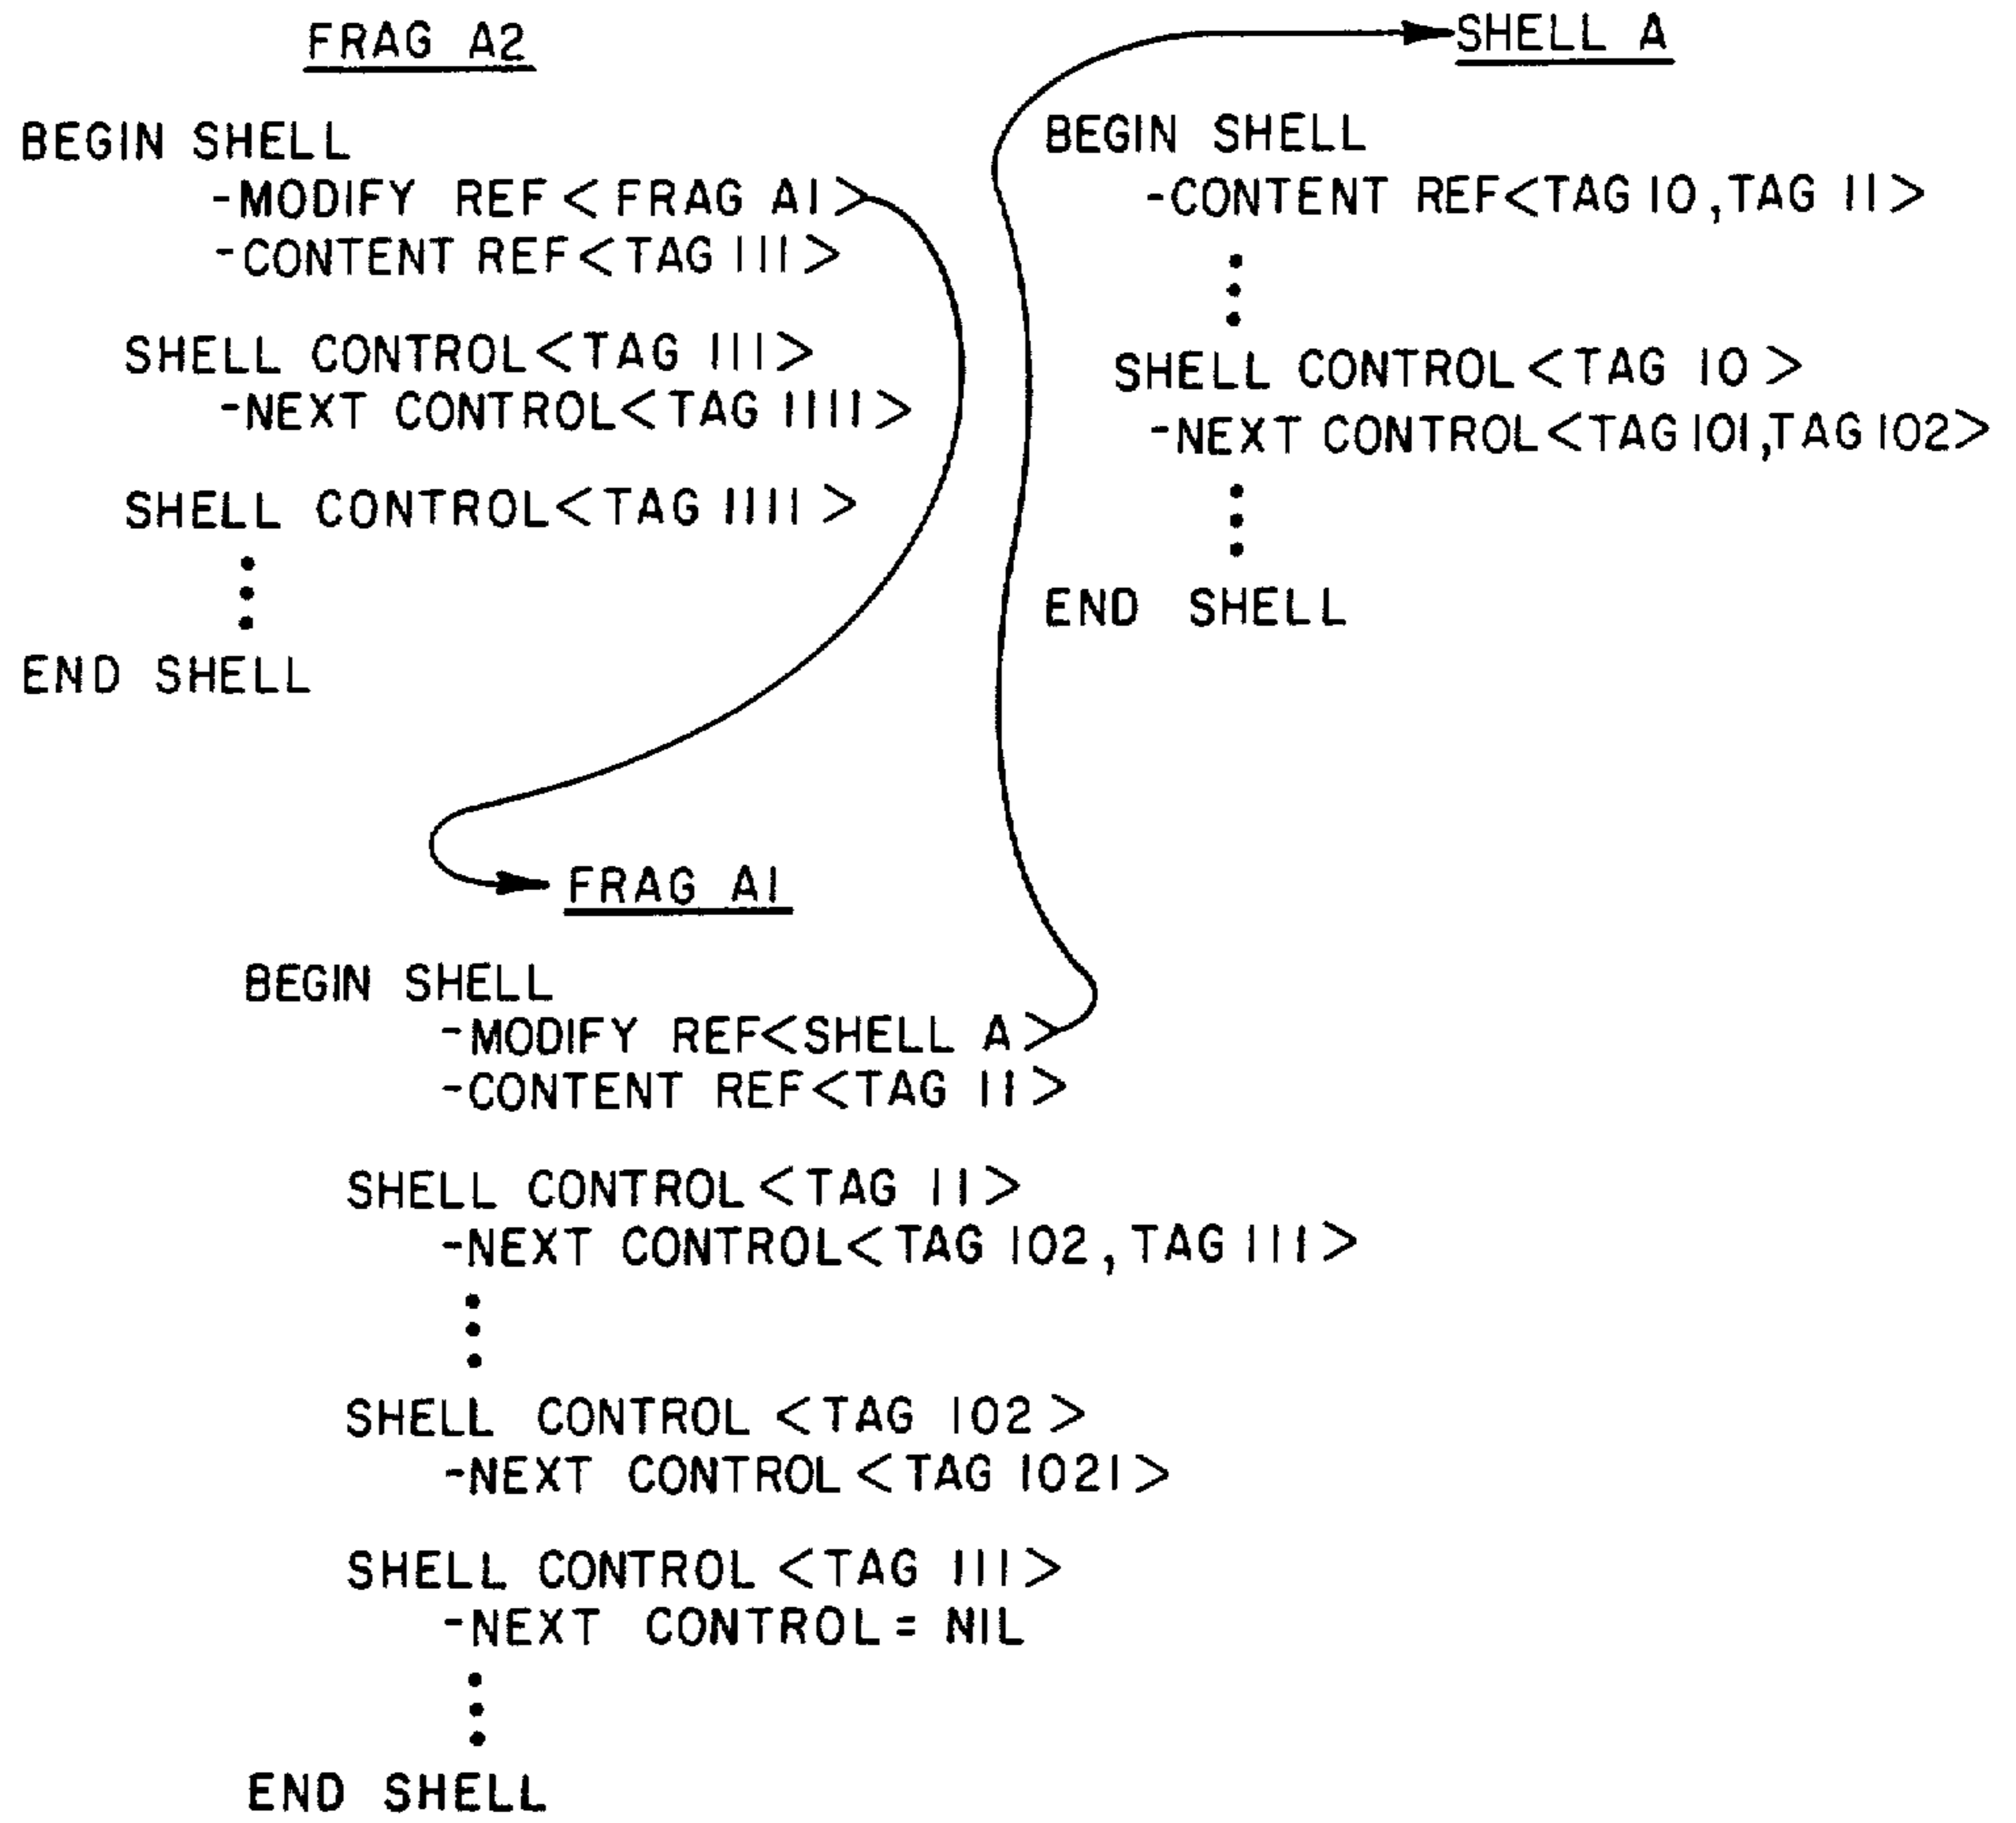 FRAG A2
BEGIN SHELL
-MODIFY REF<FRAG A1>
-CONTENT REF<TAG 111>
SHELL CONTROL<TAG 111>
-NEXT CONTROL<TAG 1111>
SHELL CONTROL<TAG 1111>
END SHELL
SHELL A
BEGIN SHELL
-CONTENT REF<TAG 10,TAG 11>
SHELL CONTROL<TAG 10>
-NEXT CONTROL<TAG 101,TAG 102>
END SHELL
FRAG A1
BEGIN SHELL
-MODIFY REF<SHELL A>
-CONTENT REF<TAG 11>
SHELL CONTROL<TAG 11>
-NEXT CONTROL<TAG 102,TAG 111>
SHELL CONTROL<TAG 102>
-NEXT CONTROL<TAG 1021>
SHELL CONTROL<TAG 111>
-NEXT CONTROL=NIL
END SHELL